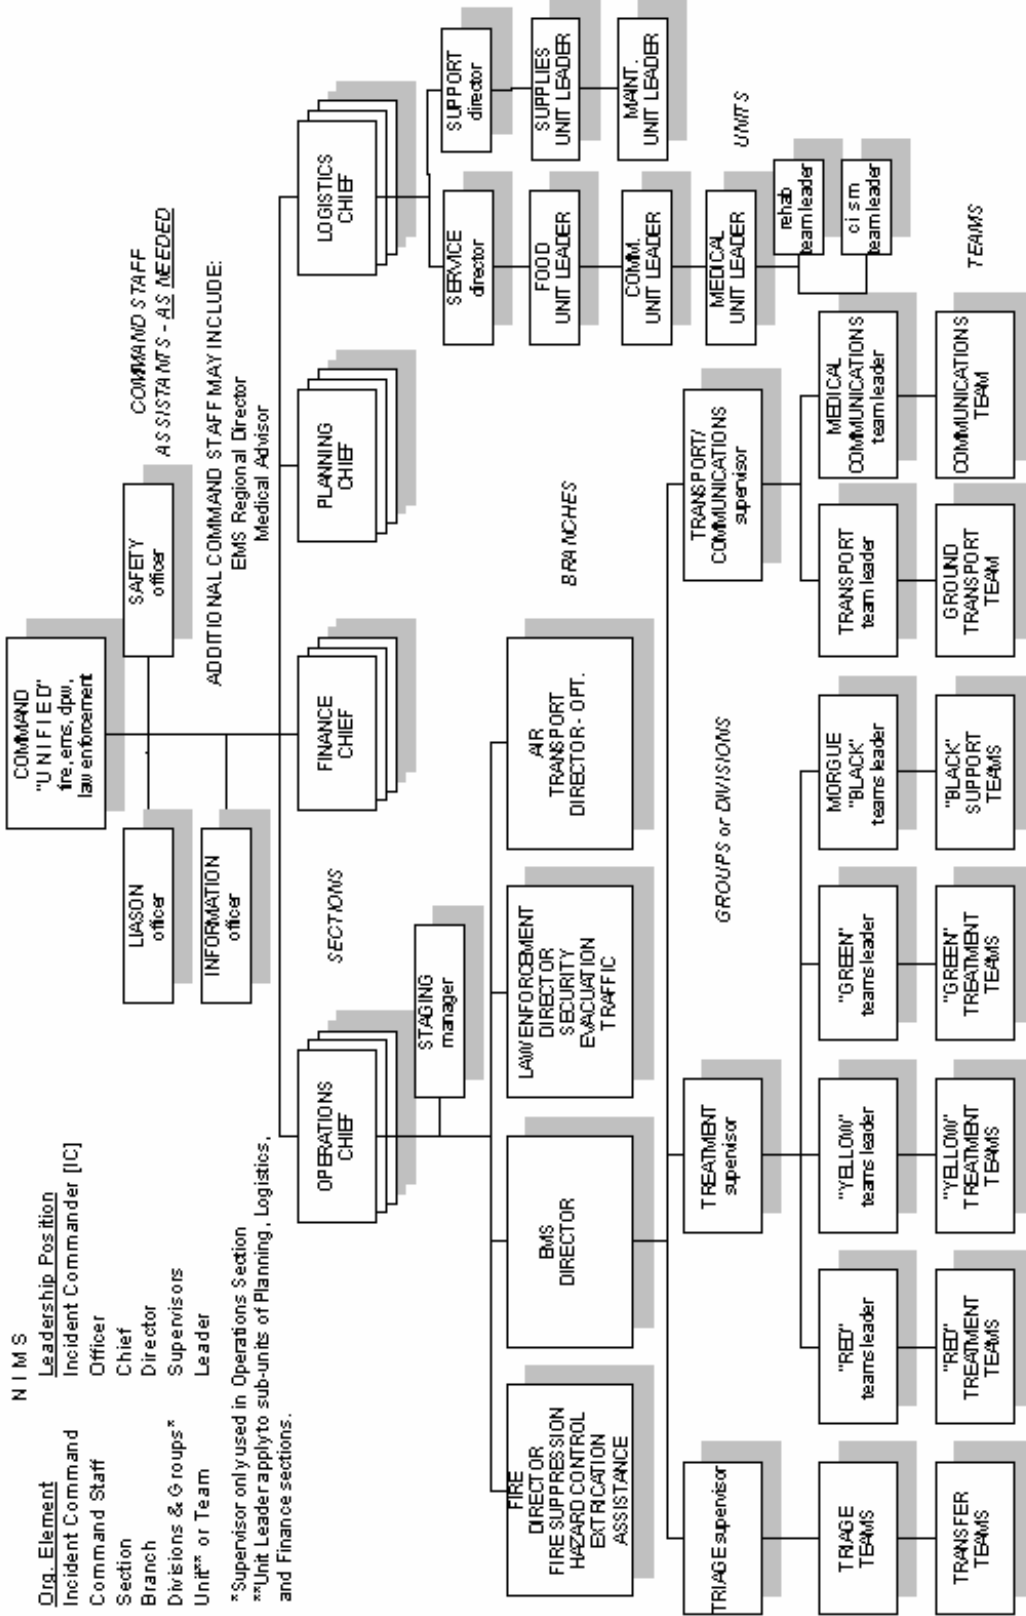 N I M S
Org. Element Leadership Position
Incident Command Incident Commander [IC]
Command Staff Officer
Section Chief
Branch Director
Divisions & Groups* Supervisors
Unit** or Team Leader
*Supervisor only used in Operations Section
**Unit Leader apply to sub-units of Planning, Logistics,
and Finance sections.
COMMAND
"U N I F I E D"
fire, ems, dpw,
law enforcement
LIASON
officer
SAFETY
officer
INFORMATION
officer
COMMAND STAFF
ASSISTANTS - AS NEEDED
ADDITIONAL COMMAND STAFF MAY INCLUDE:
EMS Regional Director
Medical Advisor
SECTIONS
OPERATIONS
CHIEF
FINANCE
CHIEF
PLANNING
CHIEF
LOGISTICS
CHIEF
STAGING
manager
BRANCHES
FIRE
DIRECTOR
FIRE SUPPRESSION
HAZARD CONTROL
EXTRICATION
ASSISTANCE
EMS
DIRECTOR
LAW ENFORCEMENT
DIRECTOR
SECURITY
EVACUATION
TRAFFIC
AIR
TRANSPORT
DIRECTOR - OPT.
SERVICE
director
SUPPORT
director
FOOD
UNIT LEADER
SUPPLIES
UNIT LEADER
COMM.
UNIT LEADER
MAINT.
UNIT LEADER
MEDICAL
UNIT LEADER
UNITS
rehab
team leader
c i s m
team leader
GROUPS or DIVISIONS
TRIAGE supervisor
TREATMENT
supervisor
TRANSPORT/
COMMUNICATIONS
supervisor
TRIAGE
TEAMS
"RED"
teams leader
"YELLOW"
teams leader
"GREEN"
teams leader
MORGUE
"BLACK"
teams leader
TRANSPORT
team leader
MEDICAL
COMMUNICATIONS
team leader
TEAMS
TRANSFER
TEAMS
"RED"
TREATMENT
TEAMS
"YELLOW"
TREATMENT
TEAMS
"GREEN"
TREATMENT
TEAMS
"BLACK"
SUPPORT
TEAMS
GROUND
TRANSPORT
TEAM
COMMUNICATIONS
TEAM